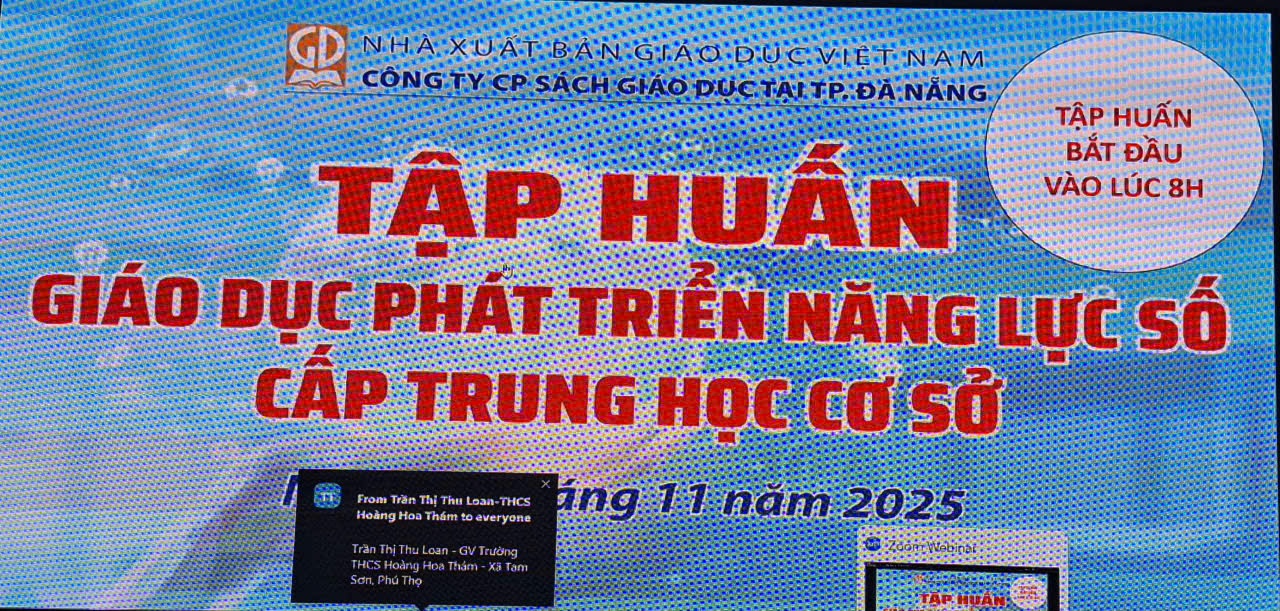 GD
NHÀ XUẤT BẢN GIÁO DỤC VIỆT NAM
CÔNG TY CP SÁCH GIÁO DỤC TẠI TP. ĐÀ NẴNG
TẬP HUẤN
BẮT ĐẦU
VÀO LÚC 8H
TẬP HUẤN
GIÁO DỤC PHÁT TRIỂN NĂNG LỰC SỐ
CẤP TRUNG HỌC CƠ SỞ
11 năm 2025
TT
From Trần Thị Thu Loan-THCS
Hoàng Hoa Thám to everyone
Trần Thị Thu Loan - GV Trường
THCS Hoàng Hoa Thám - Xã Tam
Sơn, Phú Thọ
Zoom Webinar
TẬP HUẤN